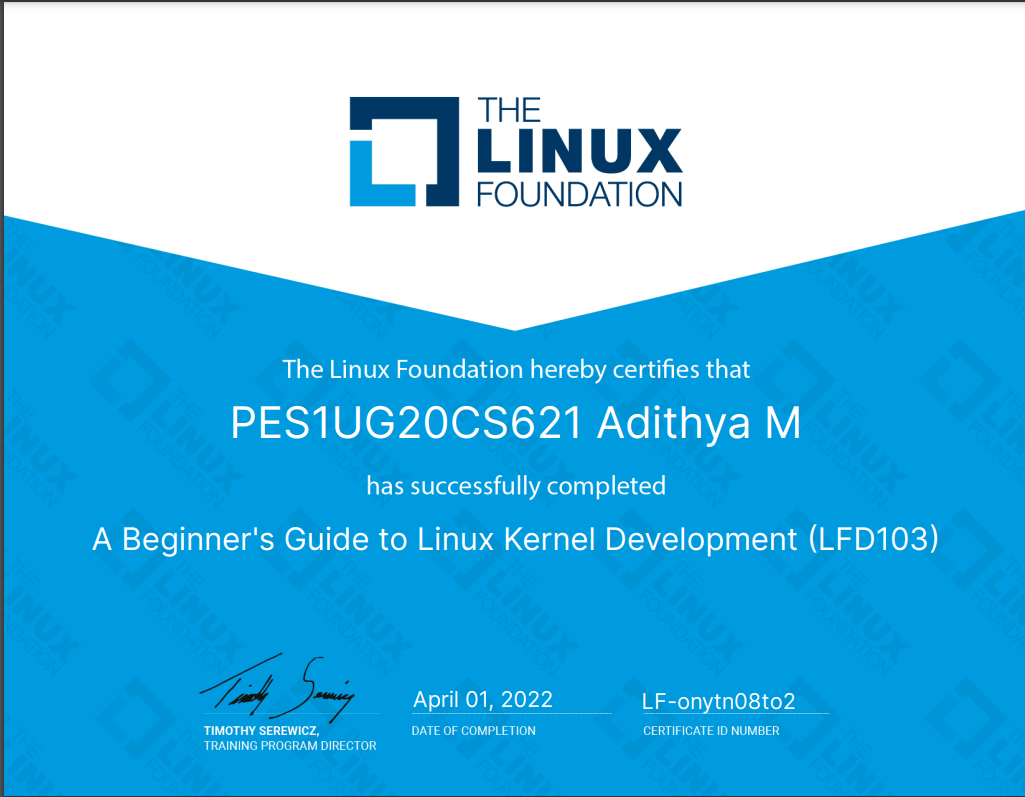 THE
LINUX
FOUNDATION
The Linux Foundation hereby certifies that
PES1UG20CS621 Adithya M
has successfully completed
A Beginner's Guide to Linux Kernel Development (LFD103)
April 01, 2022
LF-onytn08to2
TIMOTHY SEREWICZ,
TRAINING PROGRAM DIRECTOR
DATE OF COMPLETION
CERTIFICATE ID NUMBER